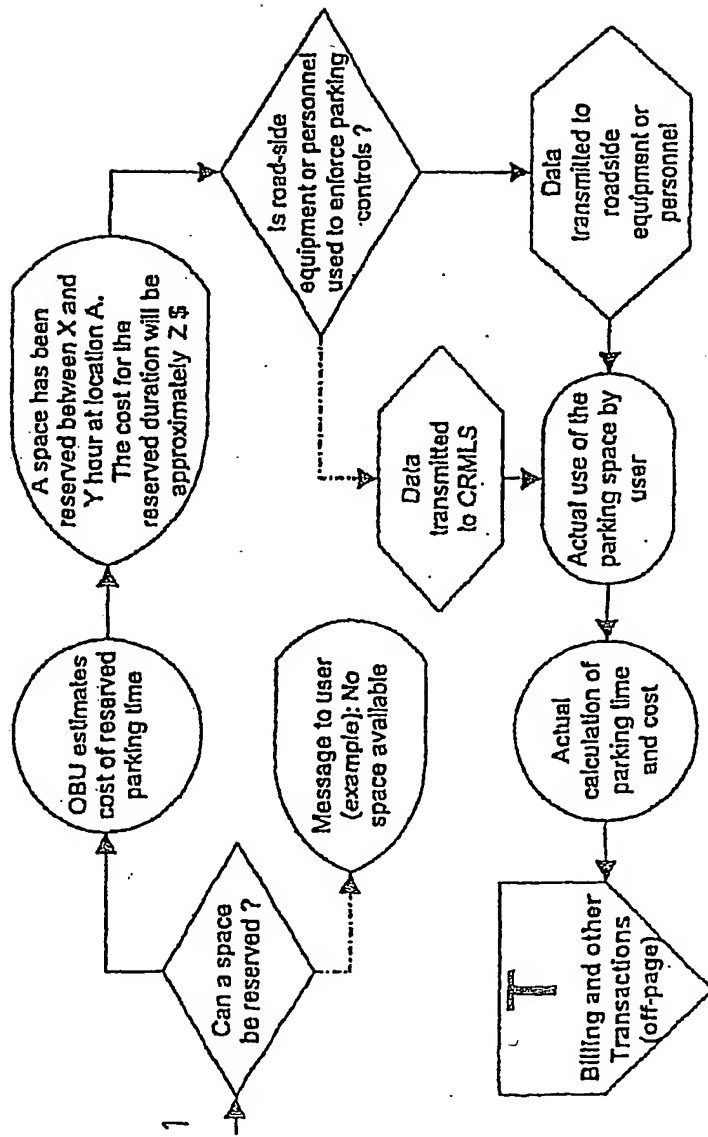 1
Can a space
be reserved ?
OBU estimates
cost of reserved
parking time
A space has been
reserved between X and
Y hour at location A.
The cost for the
reserved duration will be
approximately Z $
Message to user
(example): No
space available
Is road-side
equipment or personnel
used to enforce parking
controls ?
Data
transmitted
to CRMLS
Data
transmitted to
roadside
equipment or
personnel
Actual use of the
parking space by
user
Actual
calculation of
parking time
and cost
T
Billing and other
Transactions
(off-page)